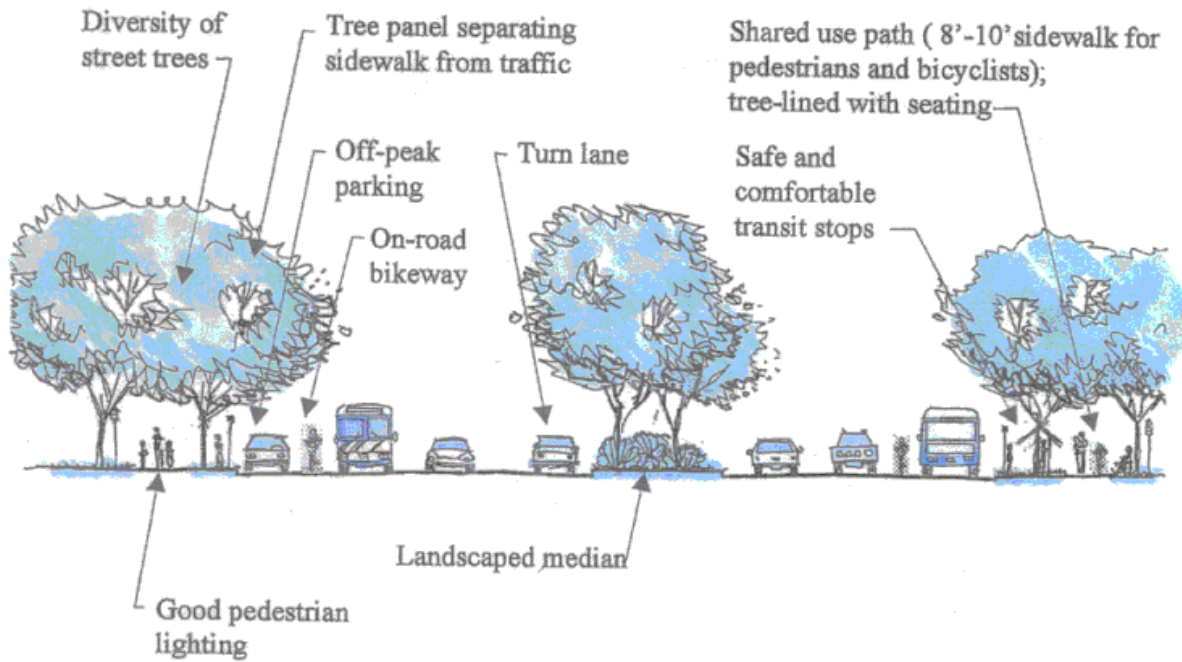 Diversity of
street trees
Tree panel separating
sidewalk from traffic
Shared use path ( 8'-10' sidewalk for
pedestrians and bicyclists);
tree-lined with seating
Off-peak
parking
Turn lane
Safe and
comfortable
transit stops
On-road
bikeway
Landscaped median
Good pedestrian
lighting